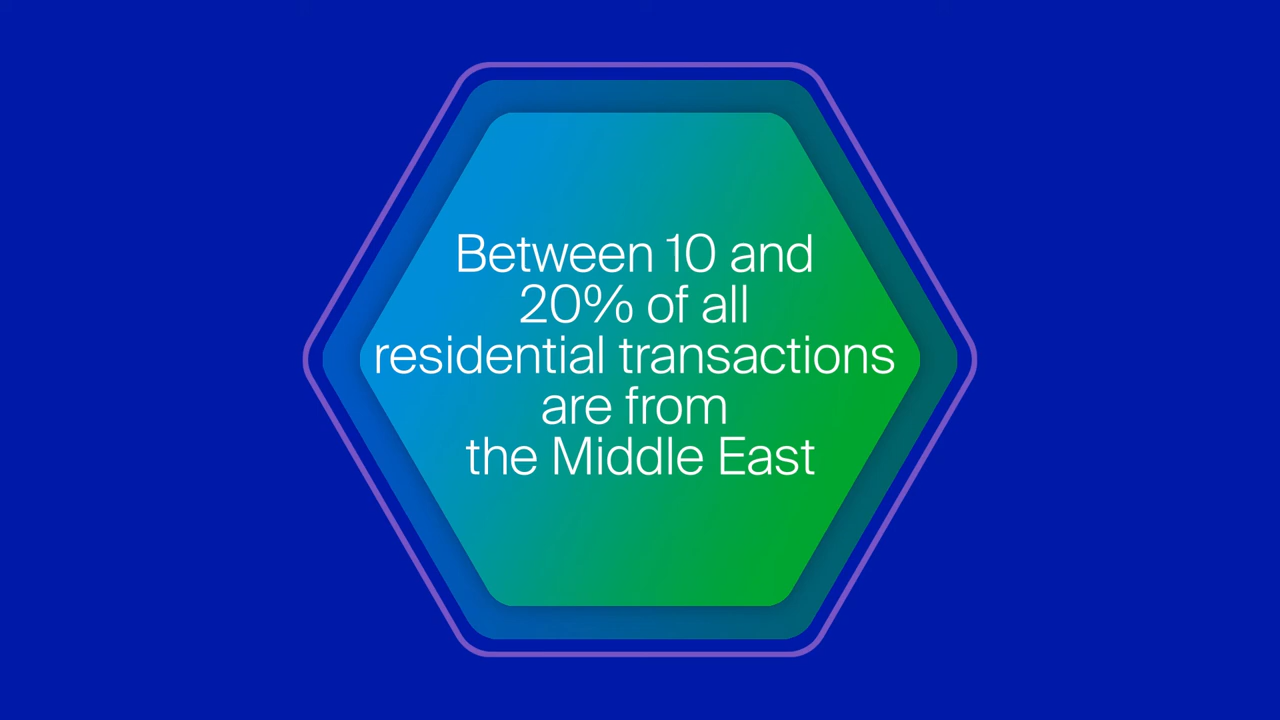 Between 10 and
20% of all
residential transactions
are from
the Middle East